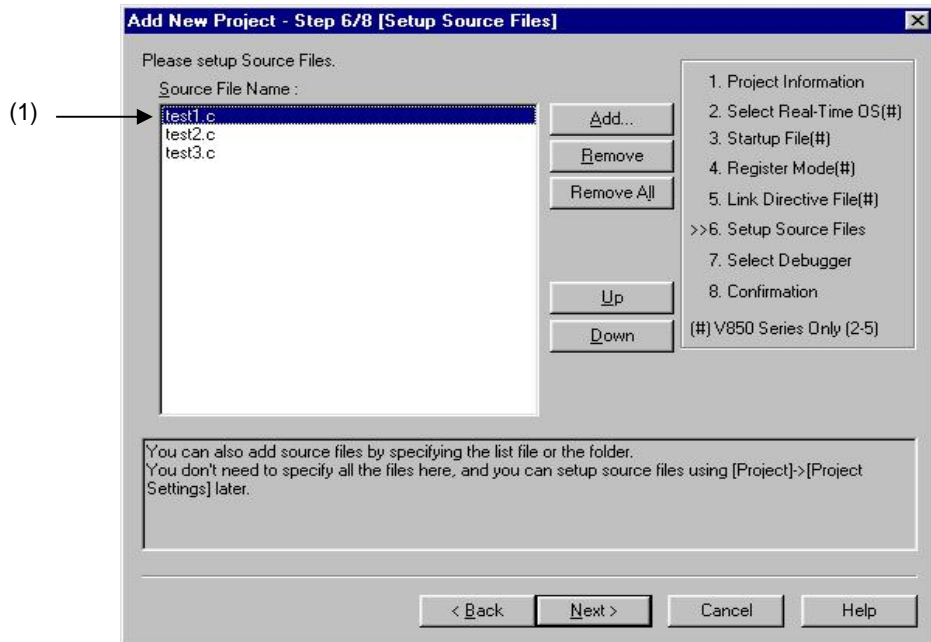 Add New Project - Step 6/8 [Setup Source Files]
Please setup Source Files.
Source File Name :
(1)
test1.c
test2.c
test3.c
Add...
Remove
Remove All
Up
Down
1. Project Information
2. Select Real-Time OS(#)
3. Startup File(#)
4. Register Mode(#)
5. Link Directive File(#)
>>6. Setup Source Files
7. Select Debugger
8. Confirmation
(#) V850 Series Only (2-5)
You can also add source files by specifying the list file or the folder.
You don't need to specify all the files here, and you can setup source files using [Project]->[Project
Settings] later.
< Back
Next >
Cancel
Help